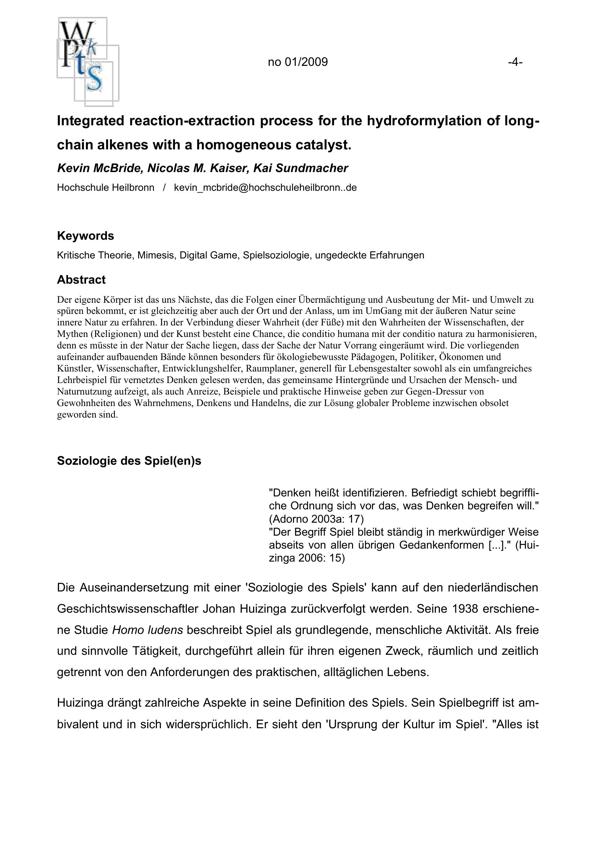 W
P k
t
S
no 01/2009 -4-
Integrated reaction-extraction process for the hydroformylation of long-
chain alkenes with a homogeneous catalyst.
Kevin McBride, Nicolas M. Kaiser, Kai Sundmacher
Hochschule Heilbronn / kevin_mcbride@hochschuleheilbronn..de
Keywords
Kritische Theorie, Mimesis, Digital Game, Spielsoziologie, ungedeckte Erfahrungen
Abstract
Der eigene Körper ist das uns Nächste, das die Folgen einer Übermächtigung und Ausbeutung der Mit- und Umwelt zu
spüren bekommt, er ist gleichzeitig aber auch der Ort und der Anlass, um im UmGang mit der äußeren Natur seine
innere Natur zu erfahren. In der Verbindung dieser Wahrheit (der Füße) mit den Wahrheiten der Wissenschaften, der
Mythen (Religionen) und der Kunst besteht eine Chance, die conditio humana mit der conditio natura zu harmonisieren,
denn es müsste in der Natur der Sache liegen, dass der Sache der Natur Vorrang eingeräumt wird. Die vorliegenden
aufeinander aufbauenden Bände können besonders für ökologiebewusste Pädagogen, Politiker, Ökonomen und
Künstler, Wissenschafter, Entwicklungshelfer, Raumplaner, generell für Lebensgestalter sowohl als ein umfangreiches
Lehrbeispiel für vernetztes Denken gelesen werden, das gemeinsame Hintergründe und Ursachen der Mensch- und
Naturnutzung aufzeigt, als auch Anreize, Beispiele und praktische Hinweise geben zur Gegen-Dressur von
Gewohnheiten des Wahrnehmens, Denkens und Handelns, die zur Lösung globaler Probleme inzwischen obsolet
geworden sind.
Soziologie des Spiel(en)s
"Denken heißt identifizieren. Befriedigt schiebt begriffli-
che Ordnung sich vor das, was Denken begreifen will."
(Adorno 2003a: 17)
"Der Begriff Spiel bleibt ständig in merkwürdiger Weise
abseits von allen übrigen Gedankenformen [...]." (Hui-
zinga 2006: 15)
Die Auseinandersetzung mit einer 'Soziologie des Spiels' kann auf den niederländischen
Geschichtswissenschaftler Johan Huizinga zurückverfolgt werden. Seine 1938 erschiene-
ne Studie Homo ludens beschreibt Spiel als grundlegende, menschliche Aktivität. Als freie
und sinnvolle Tätigkeit, durchgeführt allein für ihren eigenen Zweck, räumlich und zeitlich
getrennt von den Anforderungen des praktischen, alltäglichen Lebens.
Huizinga drängt zahlreiche Aspekte in seine Definition des Spiels. Sein Spielbegriff ist am-
bivalent und in sich widersprüchlich. Er sieht den 'Ursprung der Kultur im Spiel'. "Alles ist